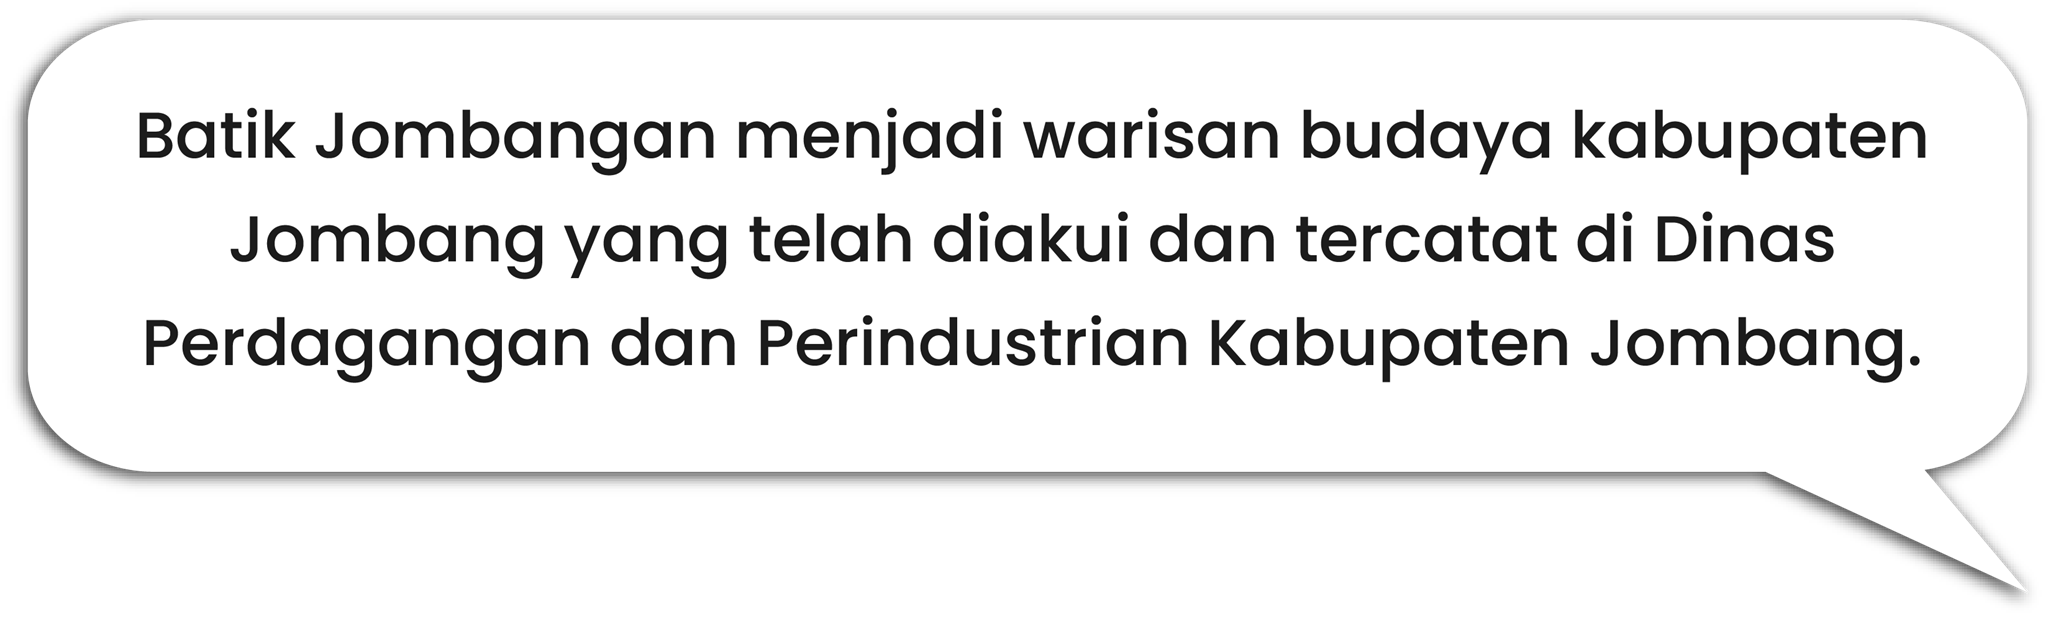 Batik Jombangan menjadi warisan budaya kabupaten
Jombang yang telah diakui dan tercatat di Dinas
Perdagangan dan Perindustrian Kabupaten Jombang.